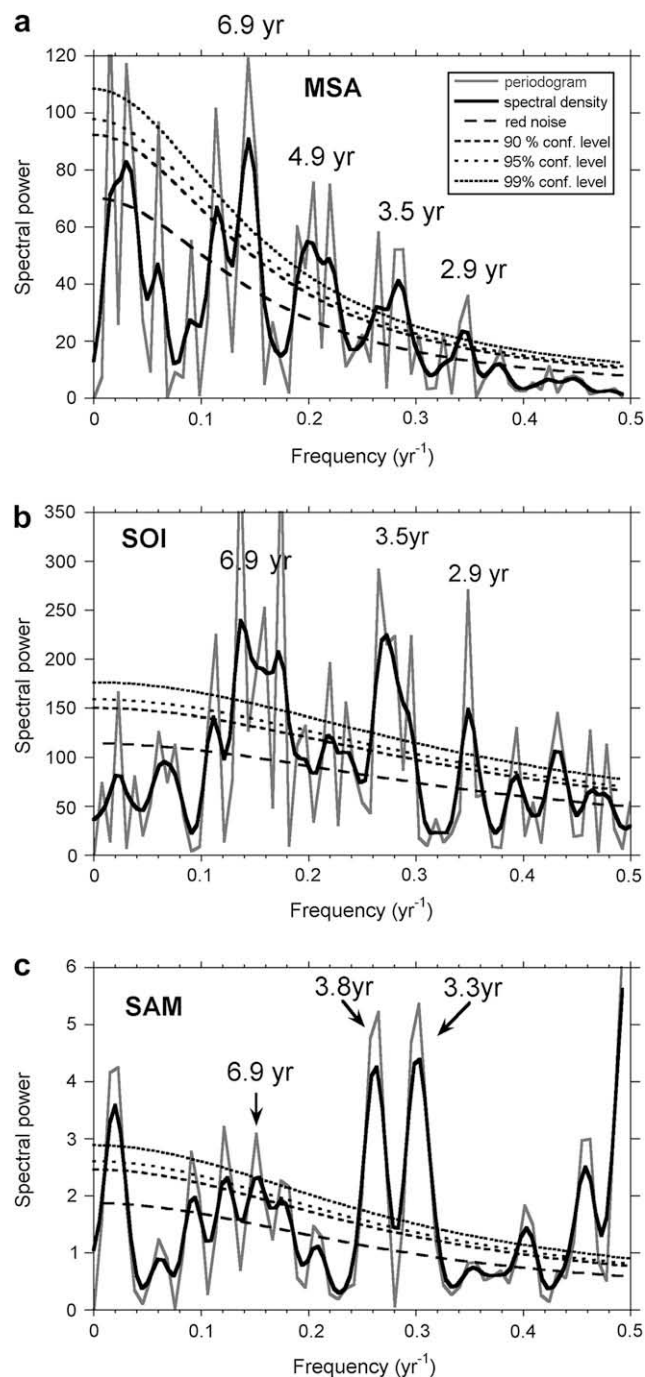 a
6.9 yr
MSA
periodogram
spectral density
red noise
90 % conf. level
95% conf. level
99% conf. level
4.9 yr
3.5 yr
2.9 yr
Spectral power
120
100
80
60
40
20
0
0 0.1 0.2 0.3 0.4 0.5
Frequency (yr-1)
b
SOI
6.9 yr
3.5yr
2.9 yr
Spectral power
350
300
250
200
150
100
50
0
0 0.1 0.2 0.3 0.4 0.5
Frequency (yr-1)
c
SAM
3.8yr
3.3yr
6.9 yr
Spectral power
6
5
4
3
2
1
0
0 0.1 0.2 0.3 0.4 0.5
Frequency (yr-1)